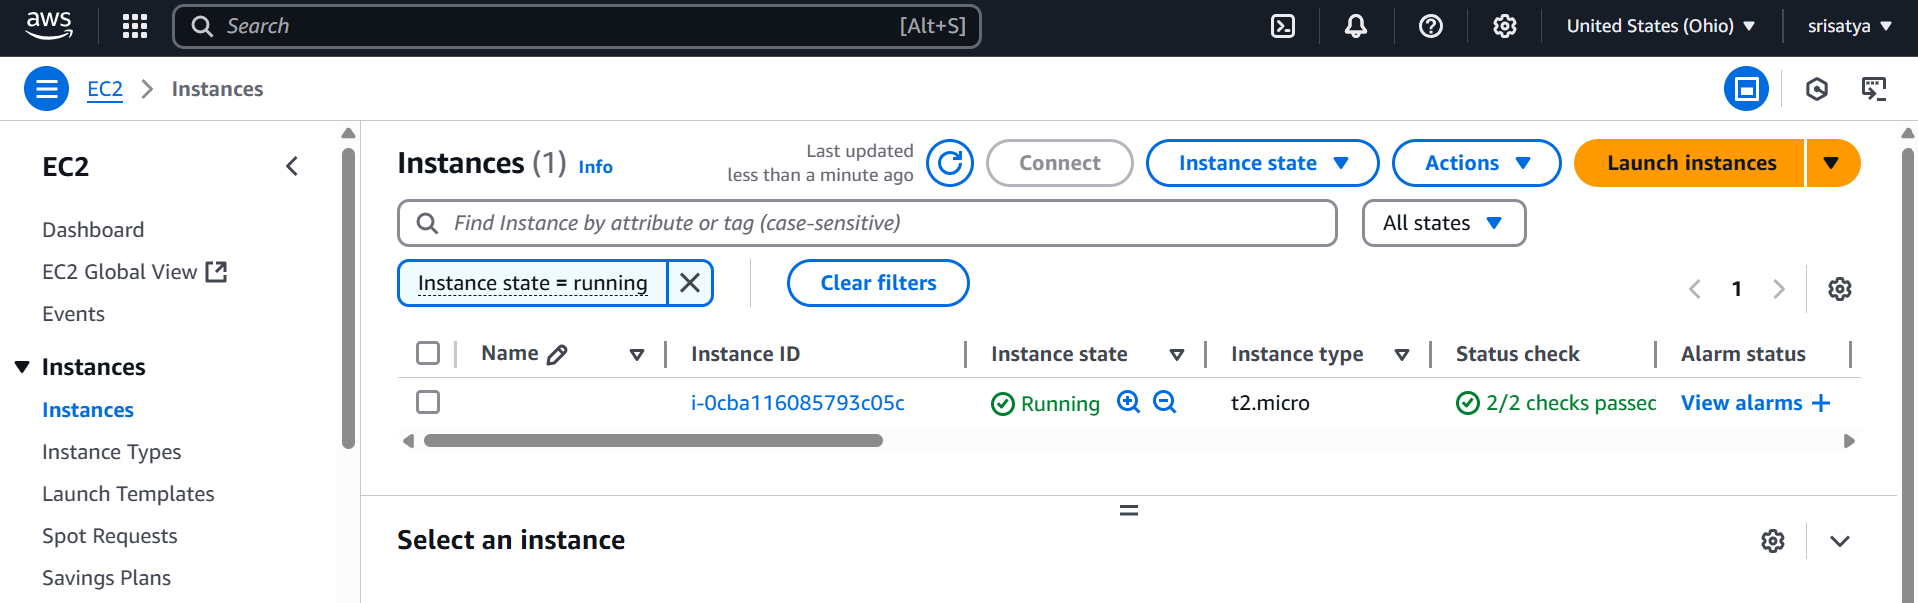 aws
Search [Alt+S]
United States (Ohio)
srisatya
EC2 > Instances
EC2
Dashboard
EC2 Global View
Events
Instances
Instances
Instance Types
Launch Templates
Spot Requests
Savings Plans
Instances (1) Info
Last updated
less than a minute ago
Connect
Instance state
Actions
Launch instances
Find Instance by attribute or tag (case-sensitive)
All states
Instance state = running
Clear filters
1
Name Instance ID Instance state Instance type Status check Alarm status
i-0cba116085793c05c Running t2.micro 2/2 checks passed View alarms +
Select an instance